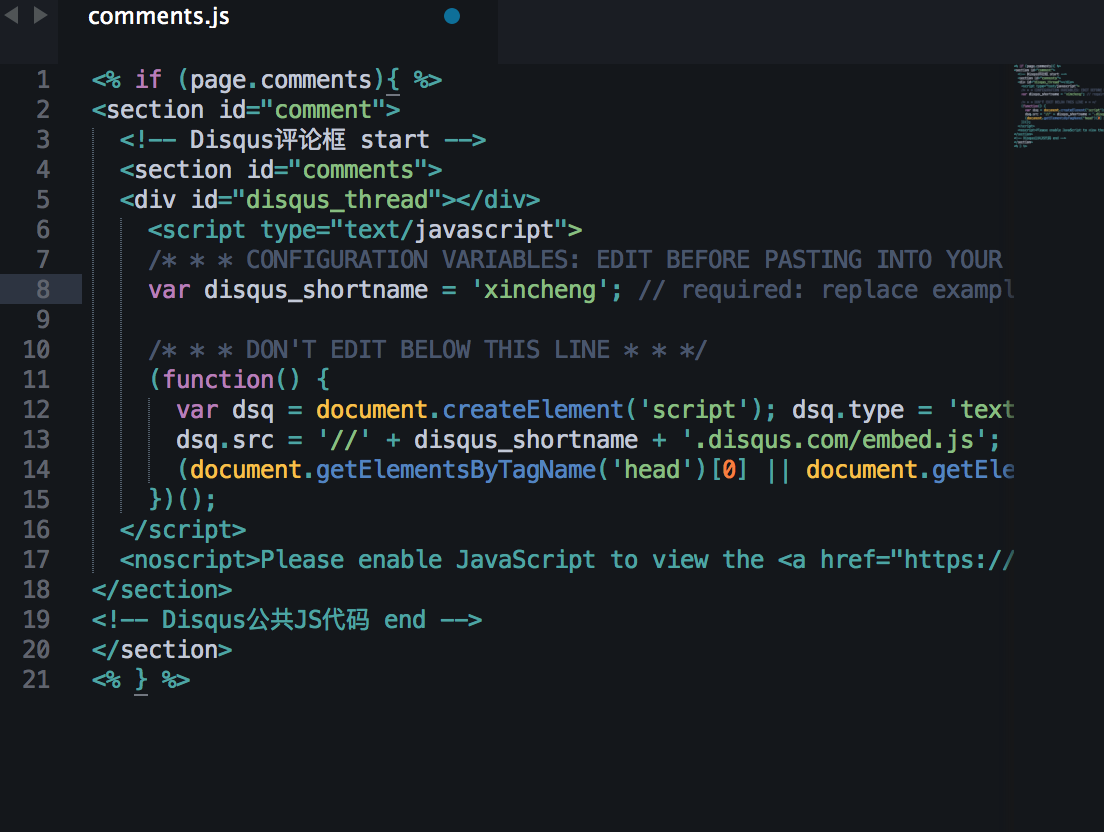 comments.js
1 <% if (page.comments){ %>
2 <section id="comment">
3 <!-- Disqus评论框 start -->
4 <section id="comments">
5 <div id="disqus_thread"></div>
6 <script type="text/javascript">
7 /* * * CONFIGURATION VARIABLES: EDIT BEFORE PASTING INTO YOUR
8 var disqus_shortname = 'xincheng'; // required: replace exampl
9
10 /* * * DON'T EDIT BELOW THIS LINE * * */
11 (function() {
12 var dsq = document.createElement('script'); dsq.type = 'text
13 dsq.src = '//' + disqus_shortname + '.disqus.com/embed.js';
14 (document.getElementsByTagName('head')[0] || document.getEle
15 })();
16 </script>
17 <noscript>Please enable JavaScript to view the <a href="https://
18 </section>
19 <!-- Disqus公共JS代码 end -->
20 </section>
21 <% } %>